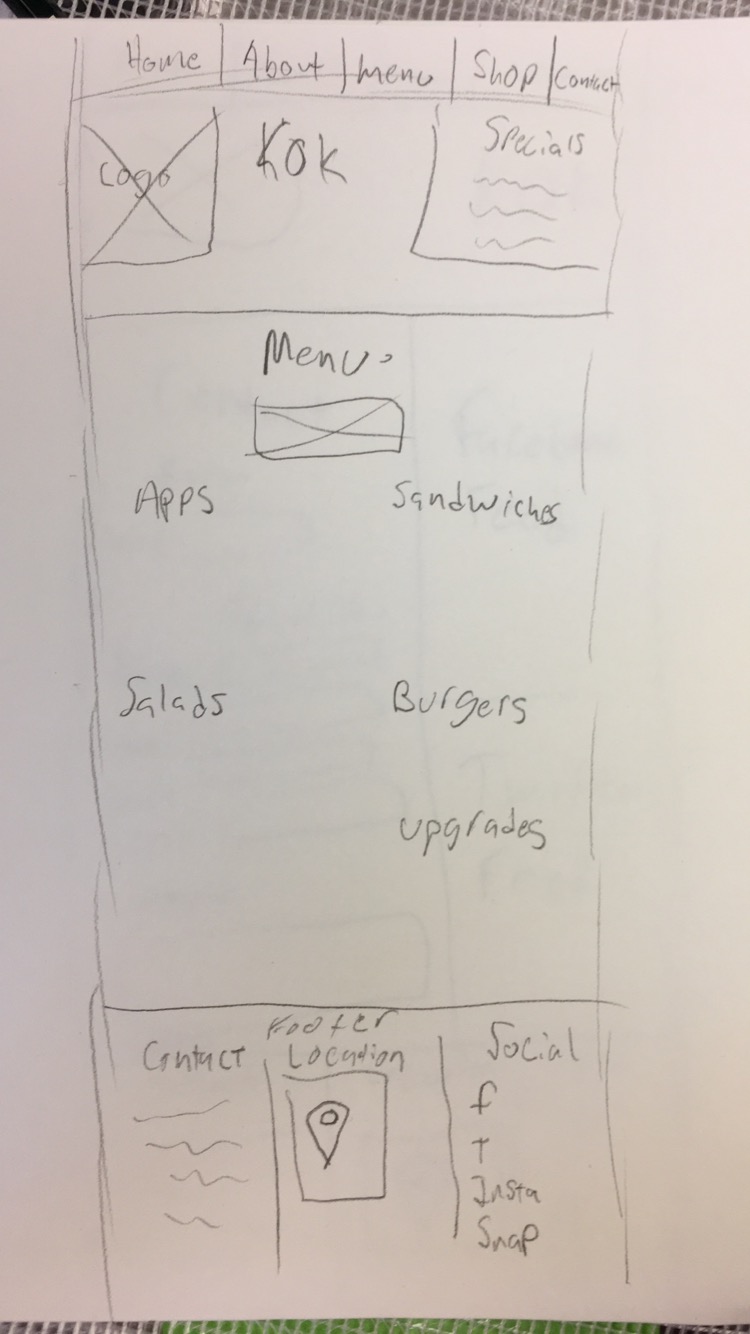 Home About menu Shop Contact
Logo
KOK
Specials
Menu
Apps
Sandwiches
Salads
Burgers
upgrades
Footer
Contact
Location
Social
f
T
Insta
Snap